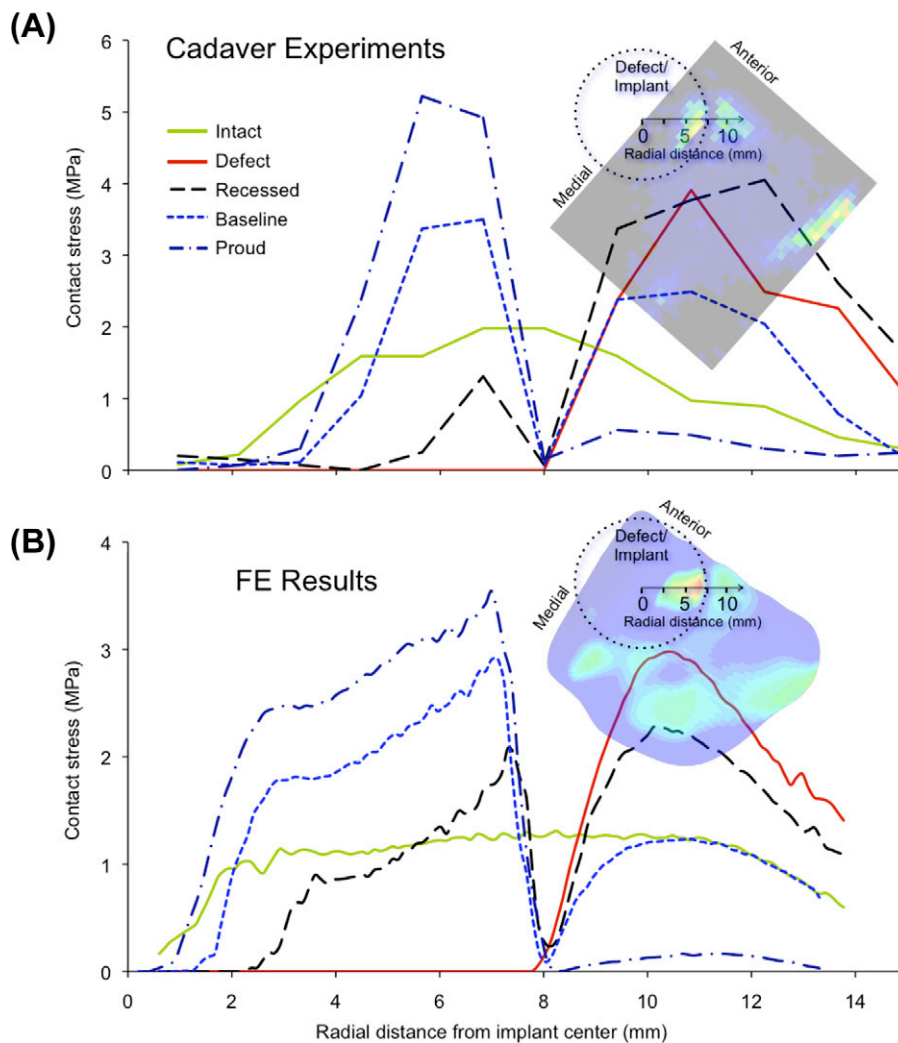 (A)
Cadaver Experiments
Contact stress (MPa)
6
5
4
3
2
1
0
Intact
Defect
Recessed
Baseline
Proud
Defect/
Implant
Anterior
Medial
0 5 10
Radial distance (mm)
(B)
FE Results
Contact stress (MPa)
4
3
2
1
0
Defect/
Implant
Anterior
Medial
0 5 10
Radial distance (mm)
0 2 4 6 8 10 12 14
Radial distance from implant center (mm)